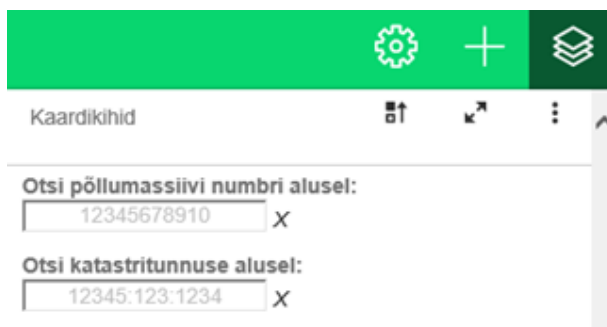 Kaardikihid
Otsi põllumassiivi numbri alusel:
12345678910 X
Otsi katastritunnuse alusel:
12345:123:1234 X